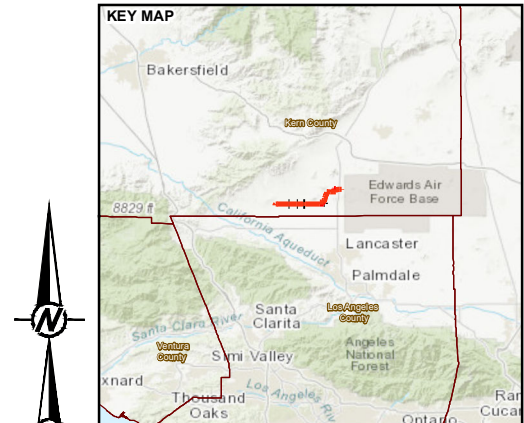 KEY MAP
Bakersfield
Kern County
Edwards Air
Force Base
8829 ft
California Aqueduct
Lancaster
Palmdale
Santa
Clarita
Los Angeles
County
Santa Clara River
Ventura
County
Simi Valley
Angeles
National
Forest
N
xnard
Thousand
Oaks
Los Angeles Riv
Ontario
Ran
Cucar